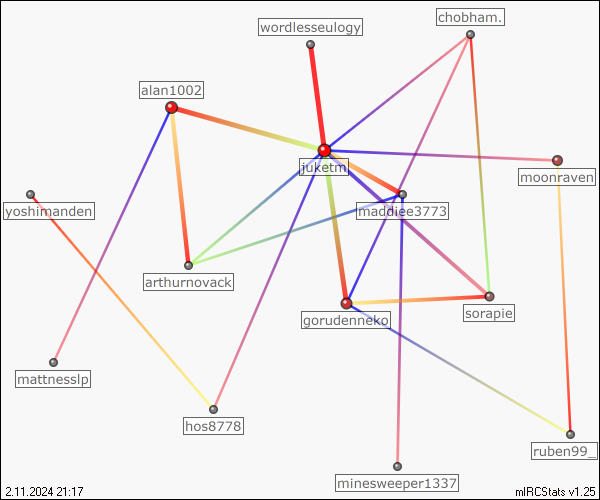 chobham.
wordlesseulogy
alan1002
juketm
moonraven
yoshimanden
maddiee3773
arthurnovack
gorudenneko
sorapie
mattnesslp
hos8778
ruben99_
minesweeper1337
2.11.2024 21:17
mIRCStats v1.25